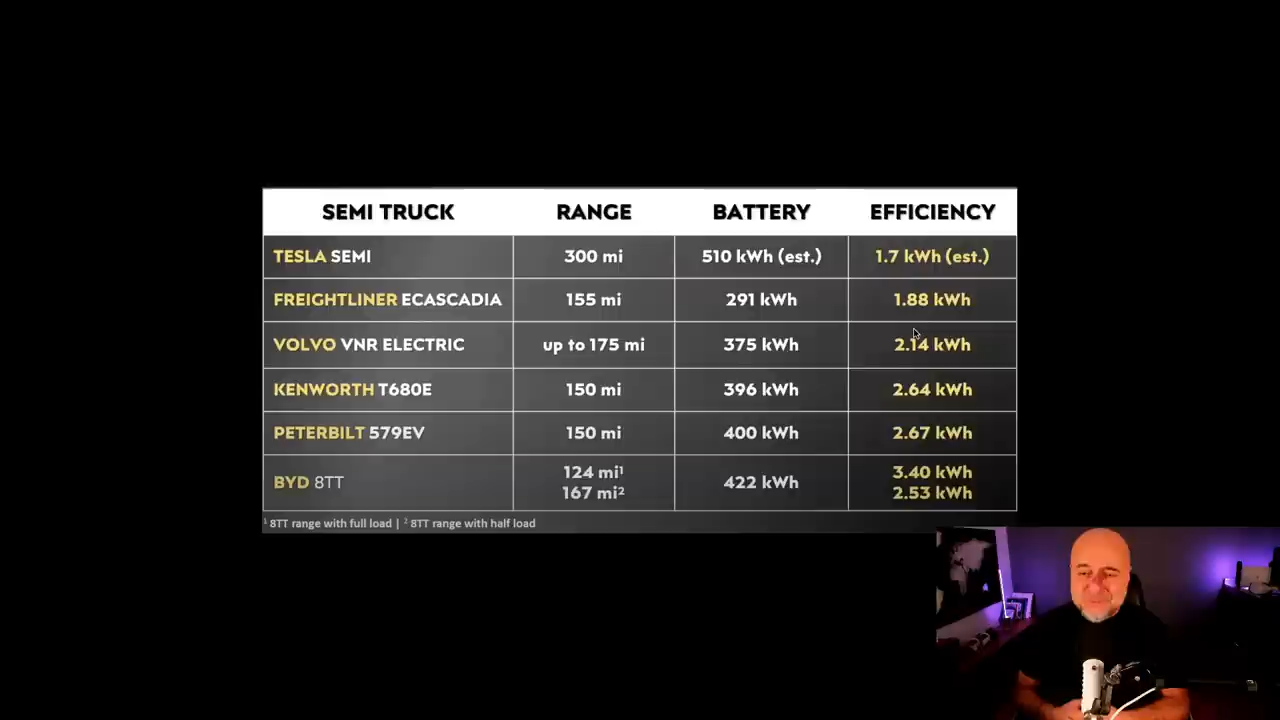 SEMI TRUCK RANGE BATTERY EFFICIENCY
TESLA SEMI 300 mi 510 kWh (est.) 1.7 kWh (est.)
FREIGHTLINER ECASCADIA 155 mi 291 kWh 1.88 kWh
VOLVO VNR ELECTRIC up to 175 mi 375 kWh 2.14 kWh
KENWORTH T680E 150 mi 396 kWh 2.64 kWh
PETERBILT 579EV 150 mi 400 kWh 2.67 kWh
BYD 8TT 124 mi¹ 422 kWh 3.40 kWh
167 mi² 2.53 kWh
¹ 8TT range with full load | ² 8TT range with half load